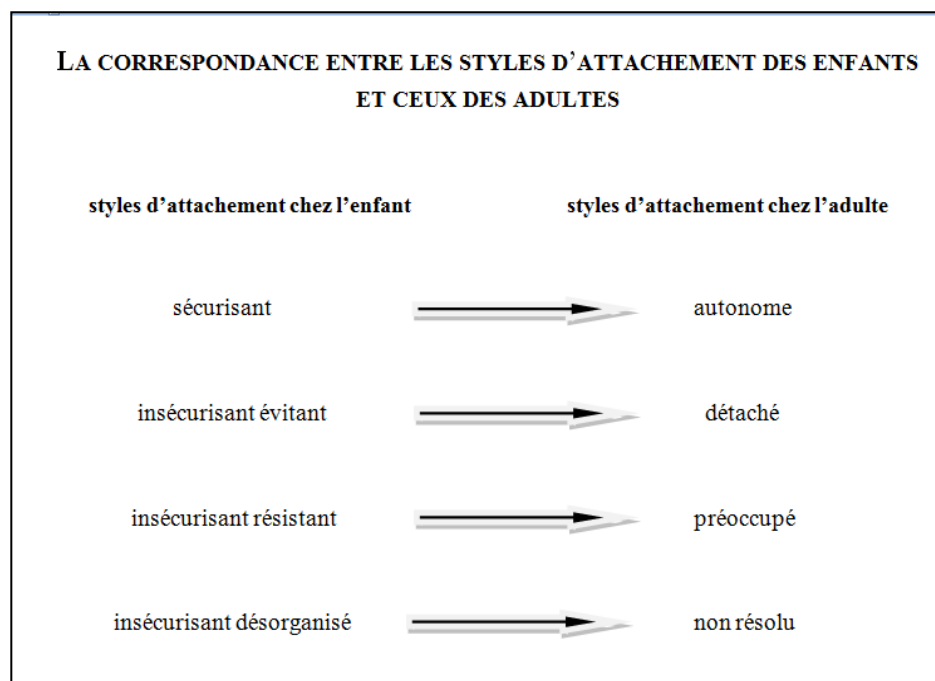 LA CORRESPONDANCE ENTRE LES STYLES D'ATTACHEMENT DES ENFANTS
ET CEUX DES ADULTES
styles d'attachement chez l'enfant styles d'attachement chez l'adulte
sécurisant autonome
insécurisant évitant détaché
insécurisant résistant préoccupé
insécurisant désorganisé non résolu